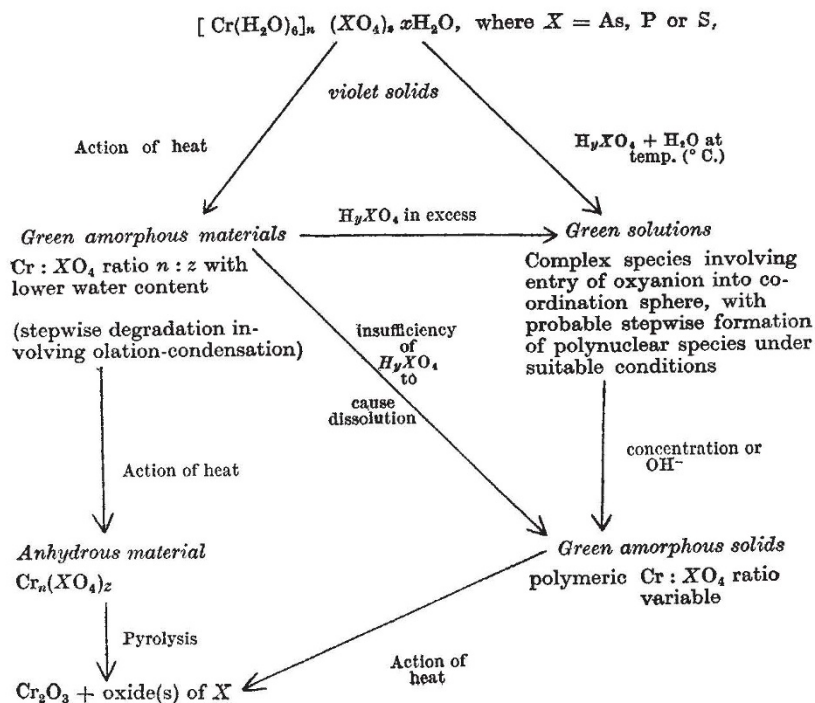 [ Cr(H₂O)₆]ₙ (XO₄)ₛ xH₂O, where X = As, P or S,
violet solids
Action of heat
HyXO₄ + H₂O at
temp. (° C.)
HyXO₄ in excess
Green amorphous materials
Cr : XO₄ ratio n : z with
lower water content
(stepwise degradation in-
volving olation-condensation)
Green solutions
Complex species involving
entry of oxyanion into co-
ordination sphere, with
probable stepwise formation
of polynuclear species under
suitable conditions
insufficiency
of
HyXO₄
to
cause
dissolution
Action of heat
concentration or
OH⁻
Anhydrous material
Crₙ(XO₄)z
Green amorphous solids
polymeric Cr : XO₄ ratio
variable
Pyrolysis
Action of
heat
Cr₂O₃ + oxide(s) of X